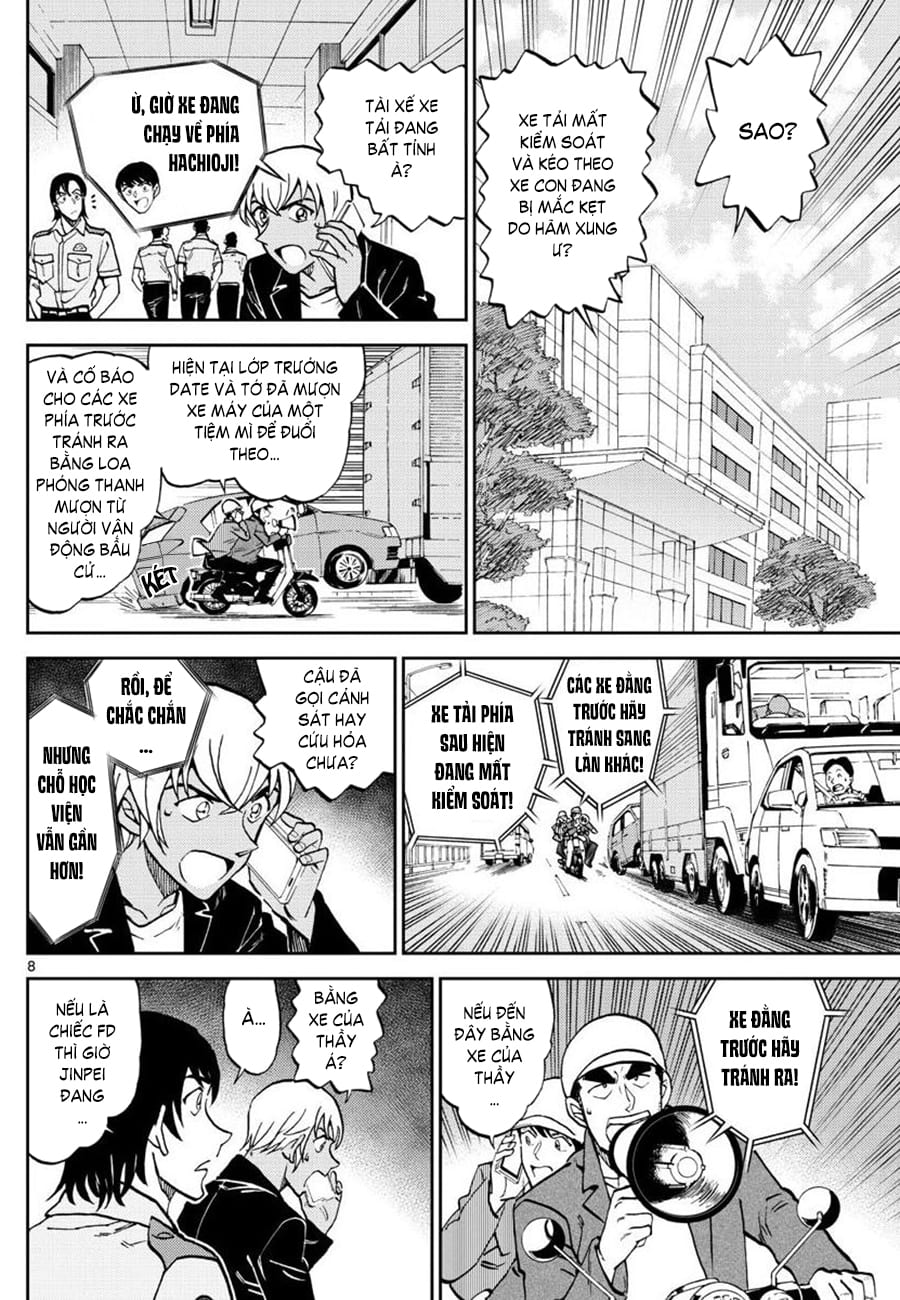 SAO?
XE TẢI MẤT
KIỂM SOÁT
VÀ KÉO THEO
XE CON ĐANG
BỊ MẮC KẸT
DO HÃM XUNG
Ư?
TÀI XẾ XE
TẢI ĐANG
BẤT TỈNH
À?
Ừ, GIỜ XE ĐANG
CHẠY VỀ PHÍA
HACHIOJI!
HIỆN TẠI LỚP TRƯỞNG
DATE VÀ TỚ ĐÃ MƯỢN
XE MÁY CỦA MỘT
TIỆM MÌ ĐỂ ĐUỔI
THEO...
VÀ CỐ BÁO
CHO CÁC XE
PHÍA TRƯỚC
TRÁNH RA
BẰNG LOA
PHÓNG THANH
MƯỢN TỪ
NGƯỜI VẬN
ĐỘNG BẦU
CỬ...
KÉT
CÁC XE ĐẰNG
TRƯỚC HÃY
TRÁNH SANG
LÀN KHÁC!
XE TẢI PHÍA
SAU HIỆN
ĐANG MẤT
KIỂM SOÁT!
CẬU ĐÃ
GỌI CẢNH
SÁT HAY
CỨU HỎA
CHƯA?
RỒI, ĐỂ
CHẮC CHẮN
...
NHƯNG
CHỖ HỌC
VIỆN
VẪN GẦN
HƠN!
8
XE ĐẰNG
TRƯỚC HÃY
TRÁNH RA!
NẾU ĐẾN
ĐÂY BẰNG
XE CỦA
THẦY
...
BẰNG
XE CỦA
THẦY
Á?
À...
NẾU LÀ
CHIẾC FD
THÌ GIỜ
JINPEI
ĐANG
...